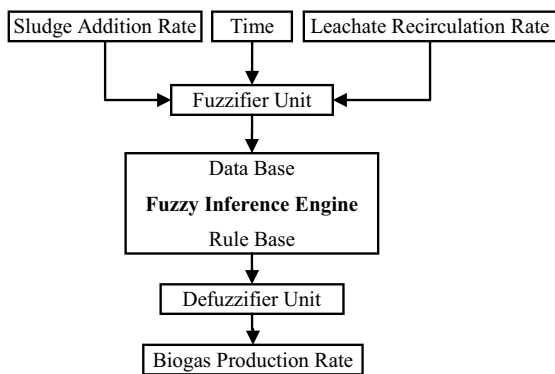 Sludge Addition Rate
Time
Leachate Recirculation Rate
Fuzzifier Unit
Data Base
Fuzzy Inference Engine
Rule Base
Defuzzifier Unit
Biogas Production Rate